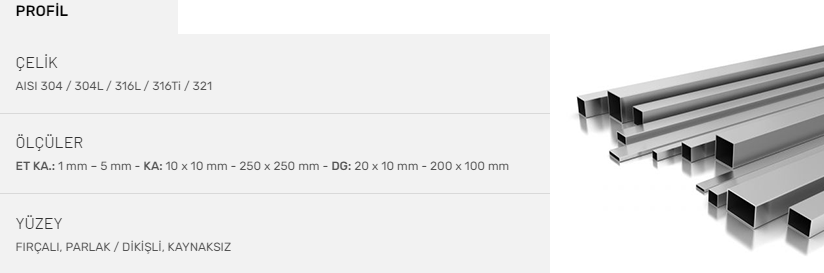 PROFİL
ÇELİK
AISI 304 / 304L / 316L / 316Ti / 321
ÖLÇÜLER
ET KA.: 1 mm – 5 mm - KA: 10 x 10 mm - 250 x 250 mm - DG: 20 x 10 mm - 200 x 100 mm
YÜZEY
FIRÇALI, PARLAK / DİKİŞLİ, KAYNAKSIZ